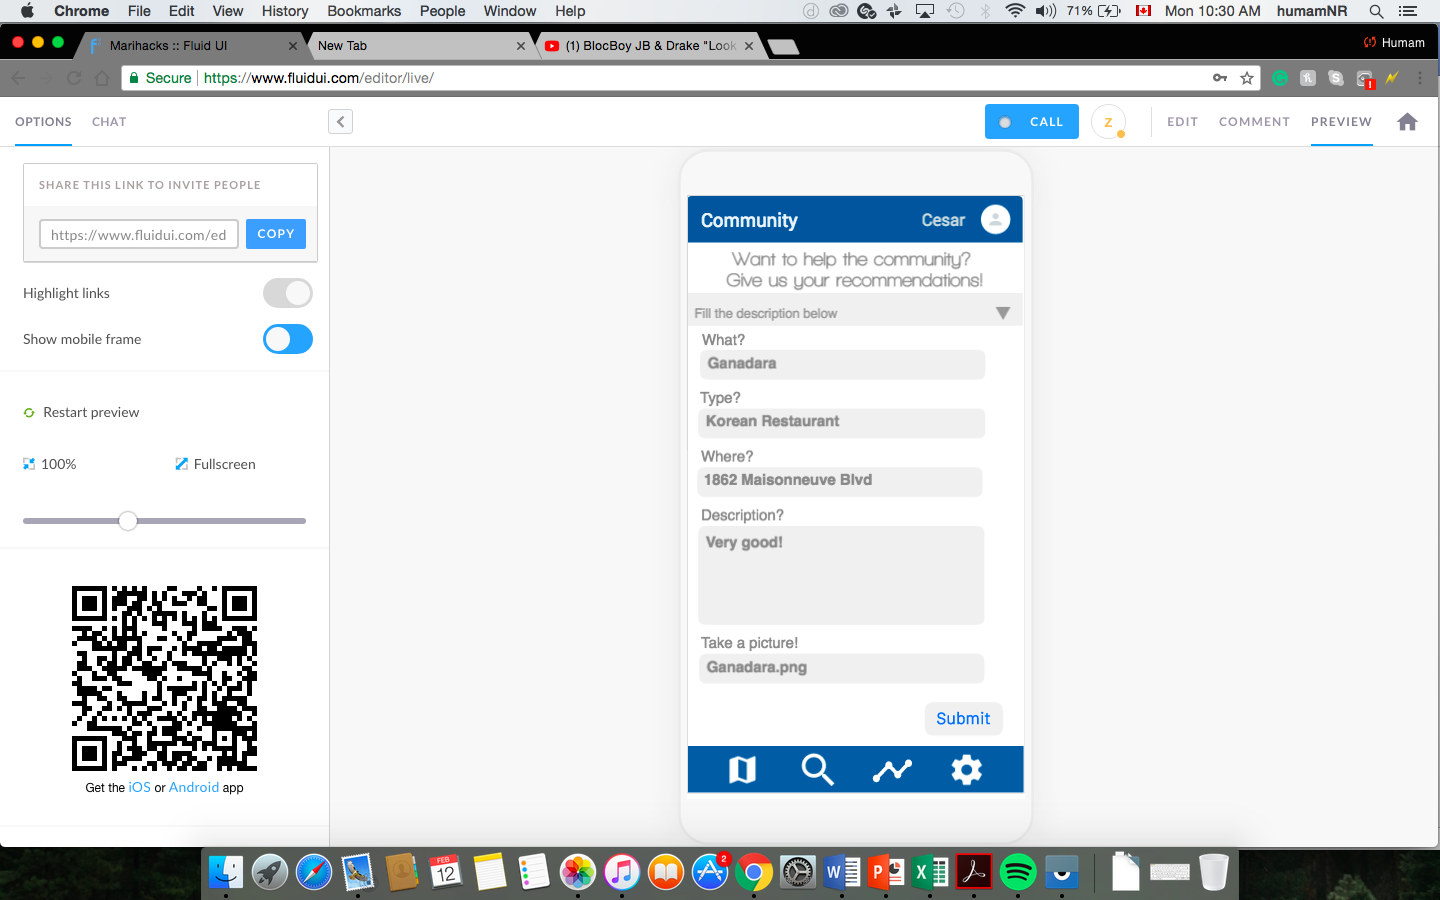 Chrome File Edit View History Bookmarks People Window Help 71% Mon 10:30 AM humamNR
Marihacks :: Fluid UI New Tab (1) BlocBoy JB & Drake "Look Humam
Secure https://www.fluidui.com/editor/live/
OPTIONS CHAT CALL Z EDIT COMMENT PREVIEW
SHARE THIS LINK TO INVITE PEOPLE
https://www.fluidui.com/ed COPY
Highlight links
Show mobile frame
Restart preview
100% Fullscreen
Get the iOS or Android app
Community Cesar
Want to help the community?
Give us your recommendations!
Fill the description below
What?
Ganadara
Type?
Korean Restaurant
Where?
1862 Maisonneuve Blvd
Description?
Very good!
Take a picture!
Ganadara.png
Submit
FEB
12
2